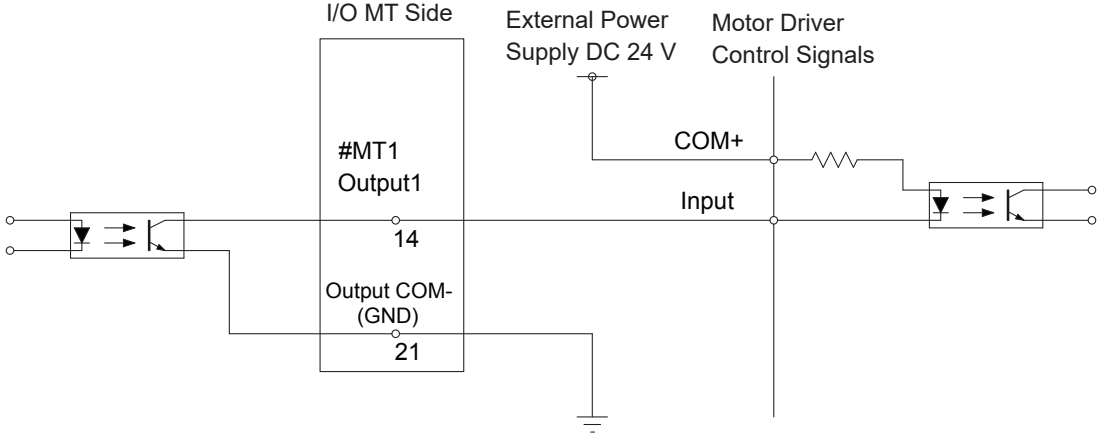 I/O MT Side
External Power
Supply DC 24 V
Motor Driver
Control Signals
#MT1
Output1
14
Output COM-
(GND)
21
COM+
Input